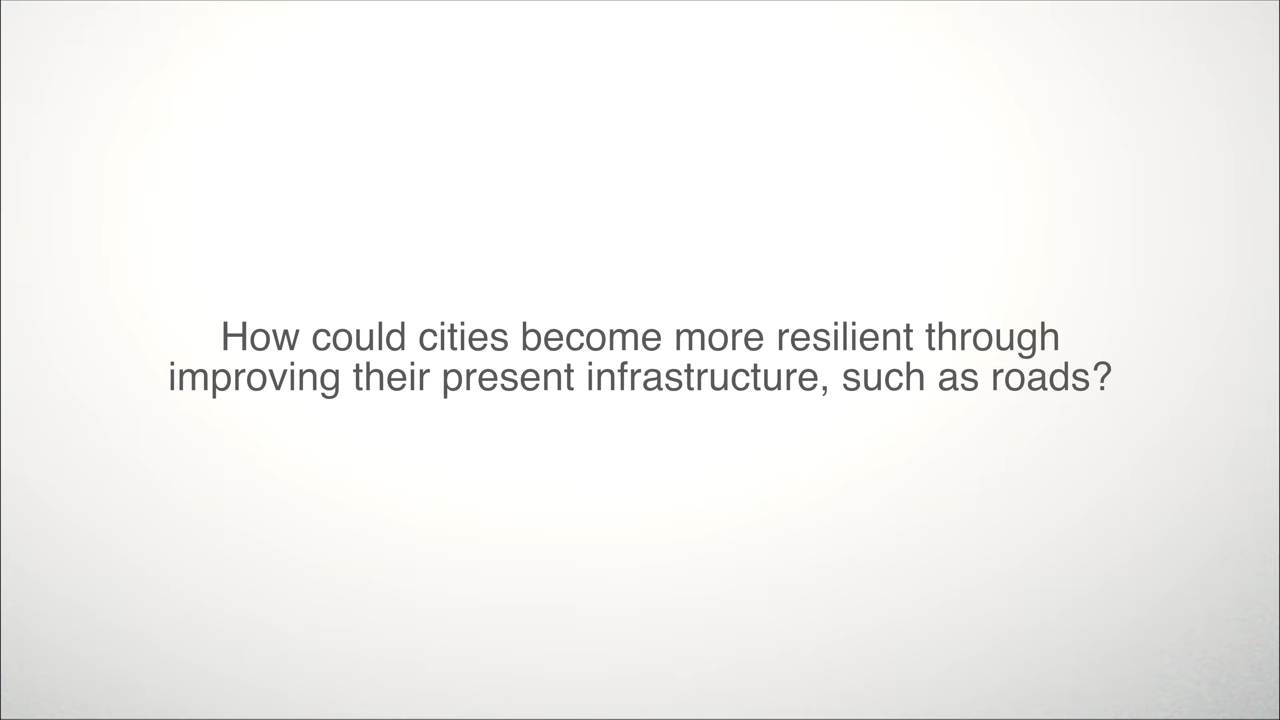 How could cities become more resilient through
improving their present infrastructure, such as roads?